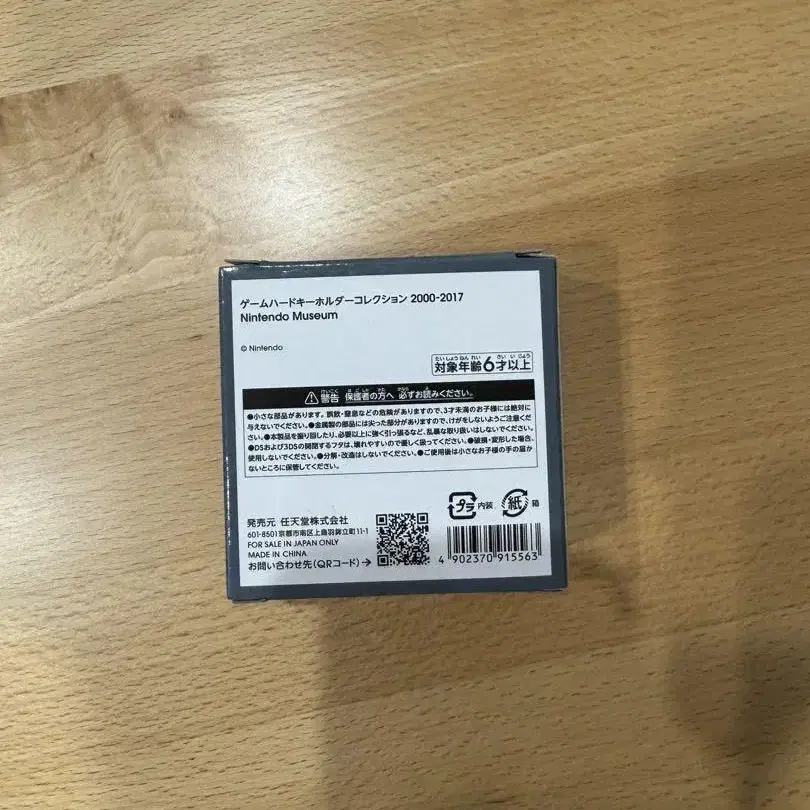 ゲームハードキーホルダーコレクション 2000-2017
Nintendo Museum
© Nintendo
たいしょうねんれい さい いじょう
対象年齢6才以上
けいこく ほごしゃ かた かなら よ
⚠警告 保護者の方へ 必ずお読みください。
●小さな部品があります。誤飲・窒息などの危険がありますので、3才未満のお子様には絶対に
与えないでください。●金属製の部品には尖った部分がありますので、けがをしないようご注意くださ
い。●本製品を振り回したり、必要以上に強く引っ張るなど、乱暴な取り扱いはしないでください。
●DSおよび3DSの開閉するフタは、壊れやすいので優しく扱ってください。●破損・変形した場合、
使用しないでください。●分解・改造はしないでください。●ご使用後は小さなお子様の手の届か
ないところに保管してください。
プラ 内装 紙 箱
発売元 任天堂株式会社
601-8501京都市南区上鳥羽鉾立町11-1
FOR SALE IN JAPAN ONLY
MADE IN CHINA
お問い合わせ先（QRコード）→
4 902370 915563